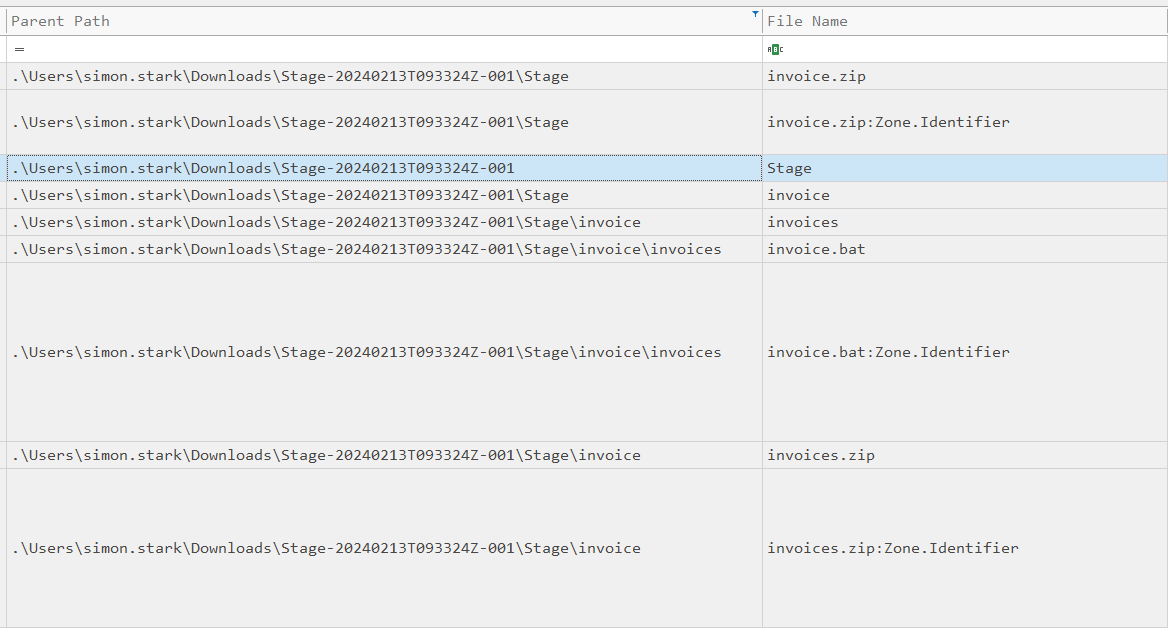 Parent Path File Name
=
.\Users\simon.stark\Downloads\Stage-20240213T093324Z-001\Stage invoice.zip
.\Users\simon.stark\Downloads\Stage-20240213T093324Z-001\Stage invoice.zip:Zone.Identifier
.\Users\simon.stark\Downloads\Stage-20240213T093324Z-001 Stage
.\Users\simon.stark\Downloads\Stage-20240213T093324Z-001\Stage invoice
.\Users\simon.stark\Downloads\Stage-20240213T093324Z-001\Stage\invoice invoices
.\Users\simon.stark\Downloads\Stage-20240213T093324Z-001\Stage\invoice\invoices invoice.bat
.\Users\simon.stark\Downloads\Stage-20240213T093324Z-001\Stage\invoice\invoices invoice.bat:Zone.Identifier
.\Users\simon.stark\Downloads\Stage-20240213T093324Z-001\Stage\invoice invoices.zip
.\Users\simon.stark\Downloads\Stage-20240213T093324Z-001\Stage\invoice invoices.zip:Zone.Identifier